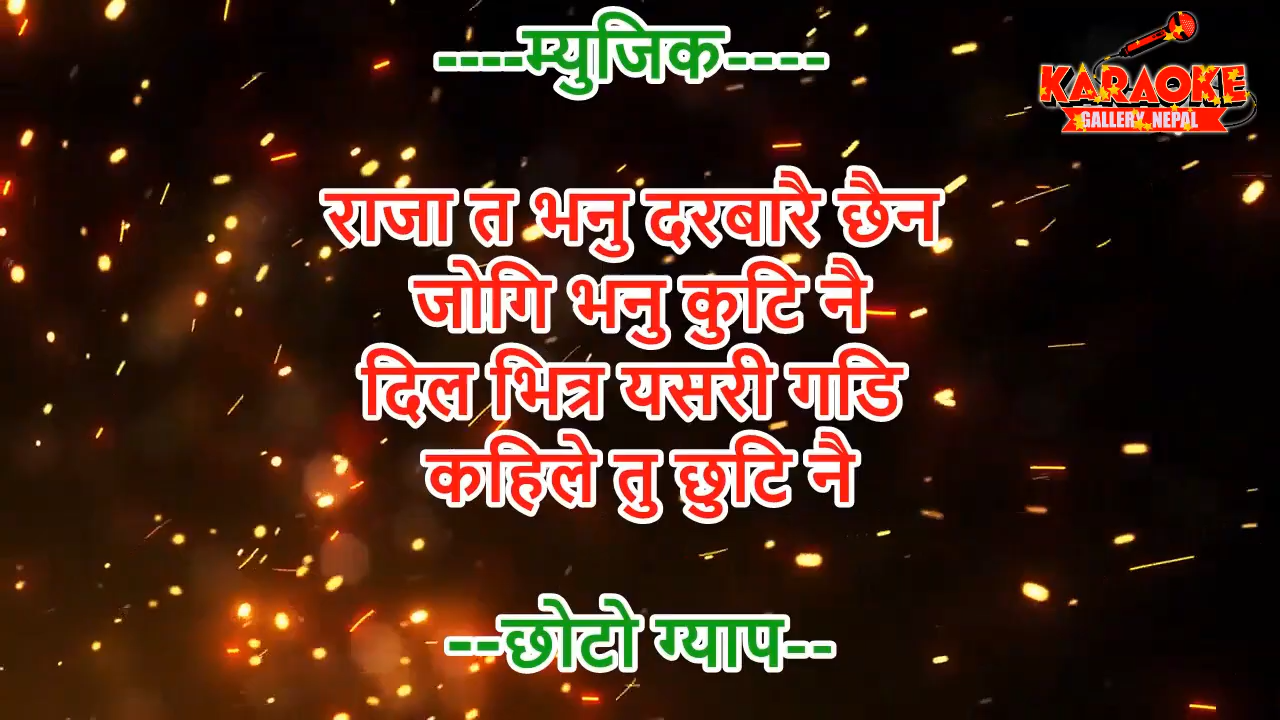 ----म्युजिक----
KARAOKE
GALLERY NEPAL
राजा त भनु दरबारै छैन
जोगि भनु कुटि नै
दिल भित्र यसरी गडि
कहिले तु छुटि नै
--छोटो ग्याप--